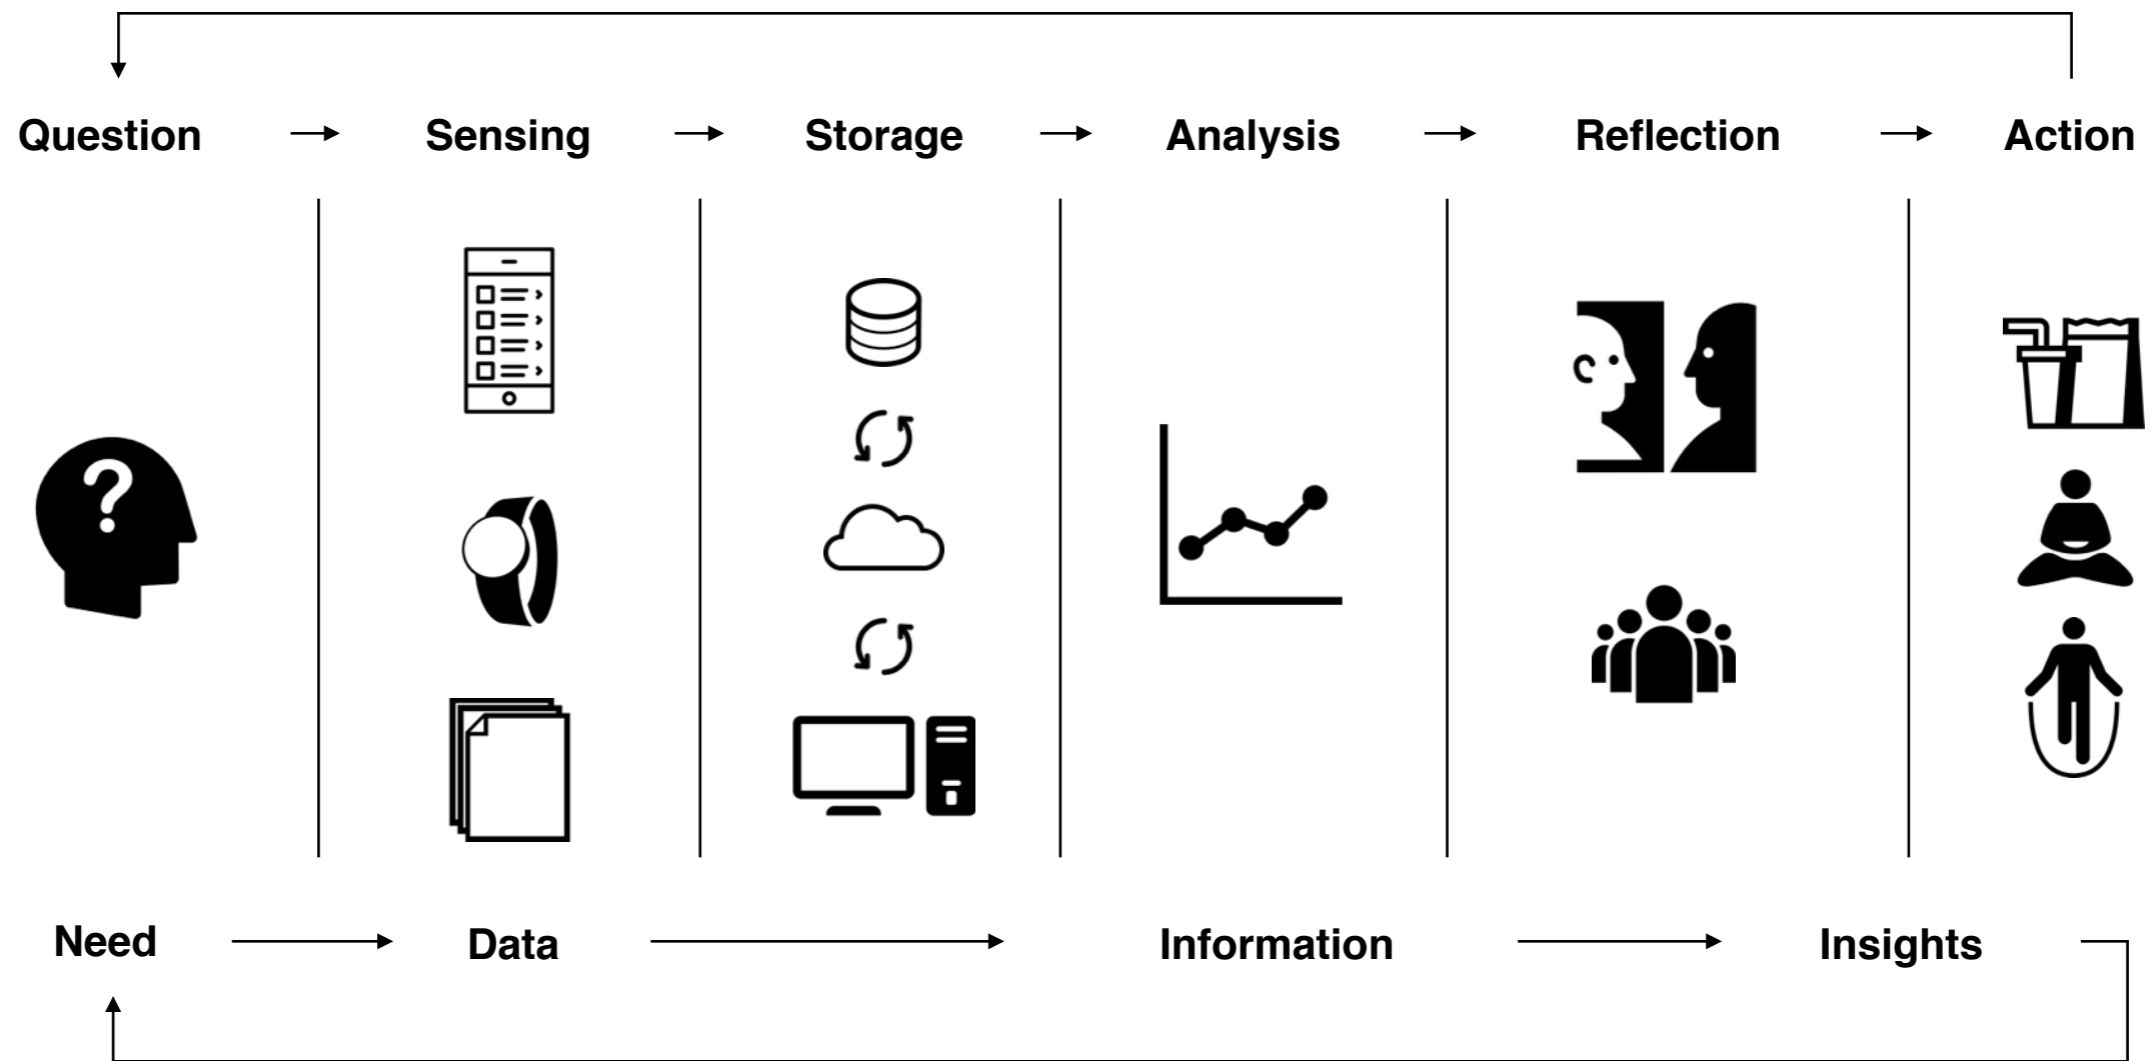 Question
Sensing
Storage
Analysis
Reflection
Action
?
Need
Data
Information
Insights